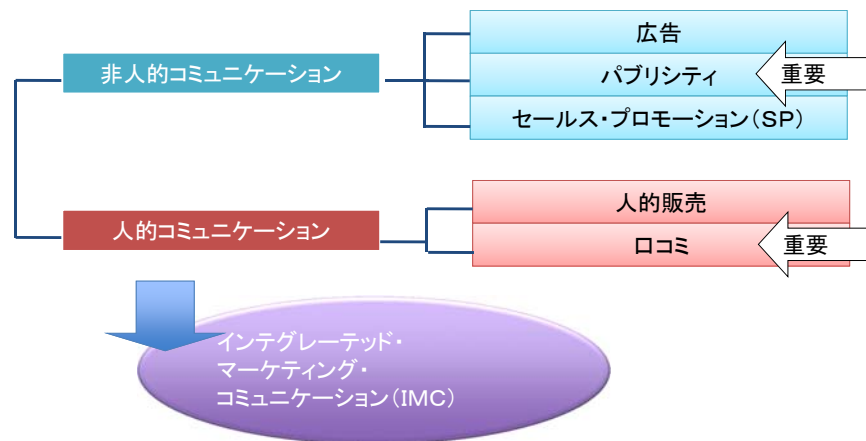 広告
非人的コミュニケーション
パブリシティ
重要
セールス・プロモーション（SP）
人的販売
人的コミュニケーション
口コミ
重要
インテグレーテッド・
マーケティング・
コミュニケーション（IMC）